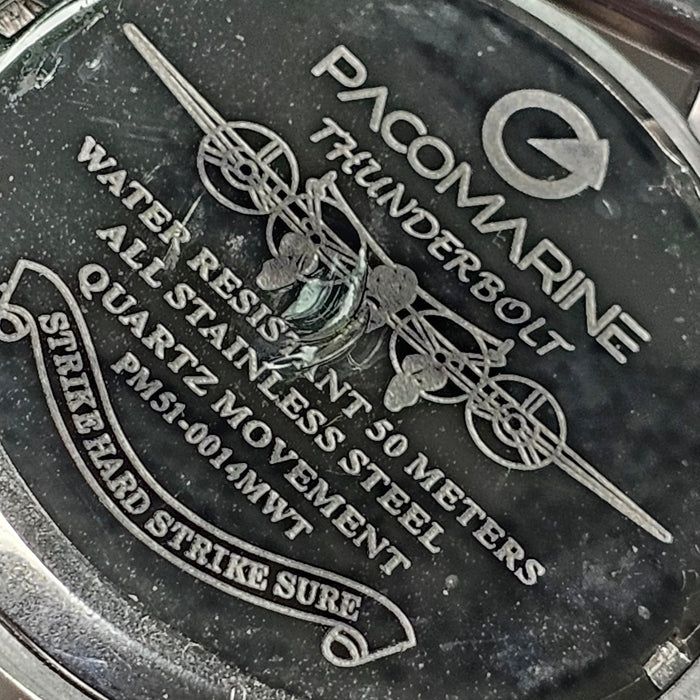 PACOMARINE
THUNDERBOLT
WATER RESISTANT 50 METERS
ALL STAINLESS STEEL
QUARTZ MOVEMENT
PM51-0014MWT
STRIKE HARD STRIKE SURE